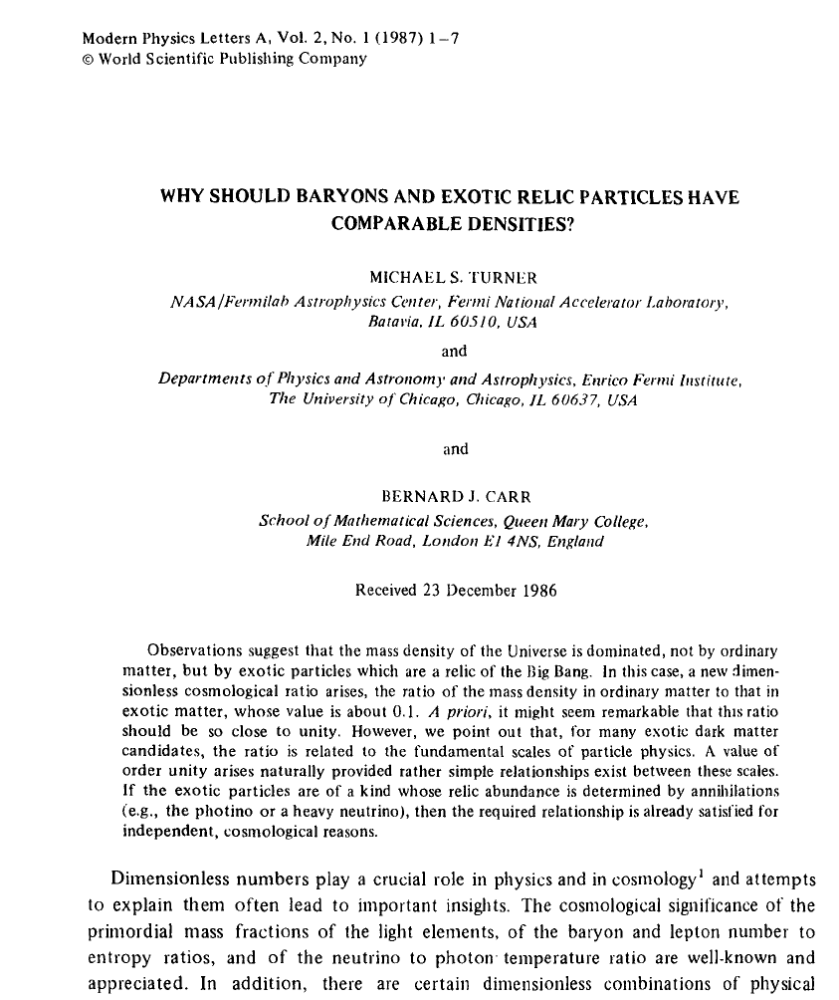 Modern Physics Letters A, Vol. 2, No. 1 (1987) 1–7
© World Scientific Publishing Company
WHY SHOULD BARYONS AND EXOTIC RELIC PARTICLES HAVE
COMPARABLE DENSITIES?
MICHAEL S. TURNER
NASA/Fermilab Astrophysics Center, Fermi National Accelerator Laboratory,
Batavia, IL 60510, USA
and
Departments of Physics and Astronomy and Astrophysics, Enrico Fermi Institute,
The University of Chicago, Chicago, IL 60637, USA
and
BERNARD J. CARR
School of Mathematical Sciences, Queen Mary College,
Mile End Road, London E1 4NS, England
Received 23 December 1986
Observations suggest that the mass density of the Universe is dominated, not by ordinary
matter, but by exotic particles which are a relic of the Big Bang. In this case, a new dimen-
sionless cosmological ratio arises, the ratio of the mass density in ordinary matter to that in
exotic matter, whose value is about 0.1. A priori, it might seem remarkable that this ratio
should be so close to unity. However, we point out that, for many exotic dark matter
candidates, the ratio is related to the fundamental scales of particle physics. A value of
order unity arises naturally provided rather simple relationships exist between these scales.
If the exotic particles are of a kind whose relic abundance is determined by annihilations
(e.g., the photino or a heavy neutrino), then the required relationship is already satisfied for
independent, cosmological reasons.
Dimensionless numbers play a crucial role in physics and in cosmology¹ and attempts
to explain them often lead to important insights. The cosmological significance of the
primordial mass fractions of the light elements, of the baryon and lepton number to
entropy ratios, and of the neutrino to photon temperature ratio are well-known and
appreciated. In addition, there are certain dimensionless combinations of physical